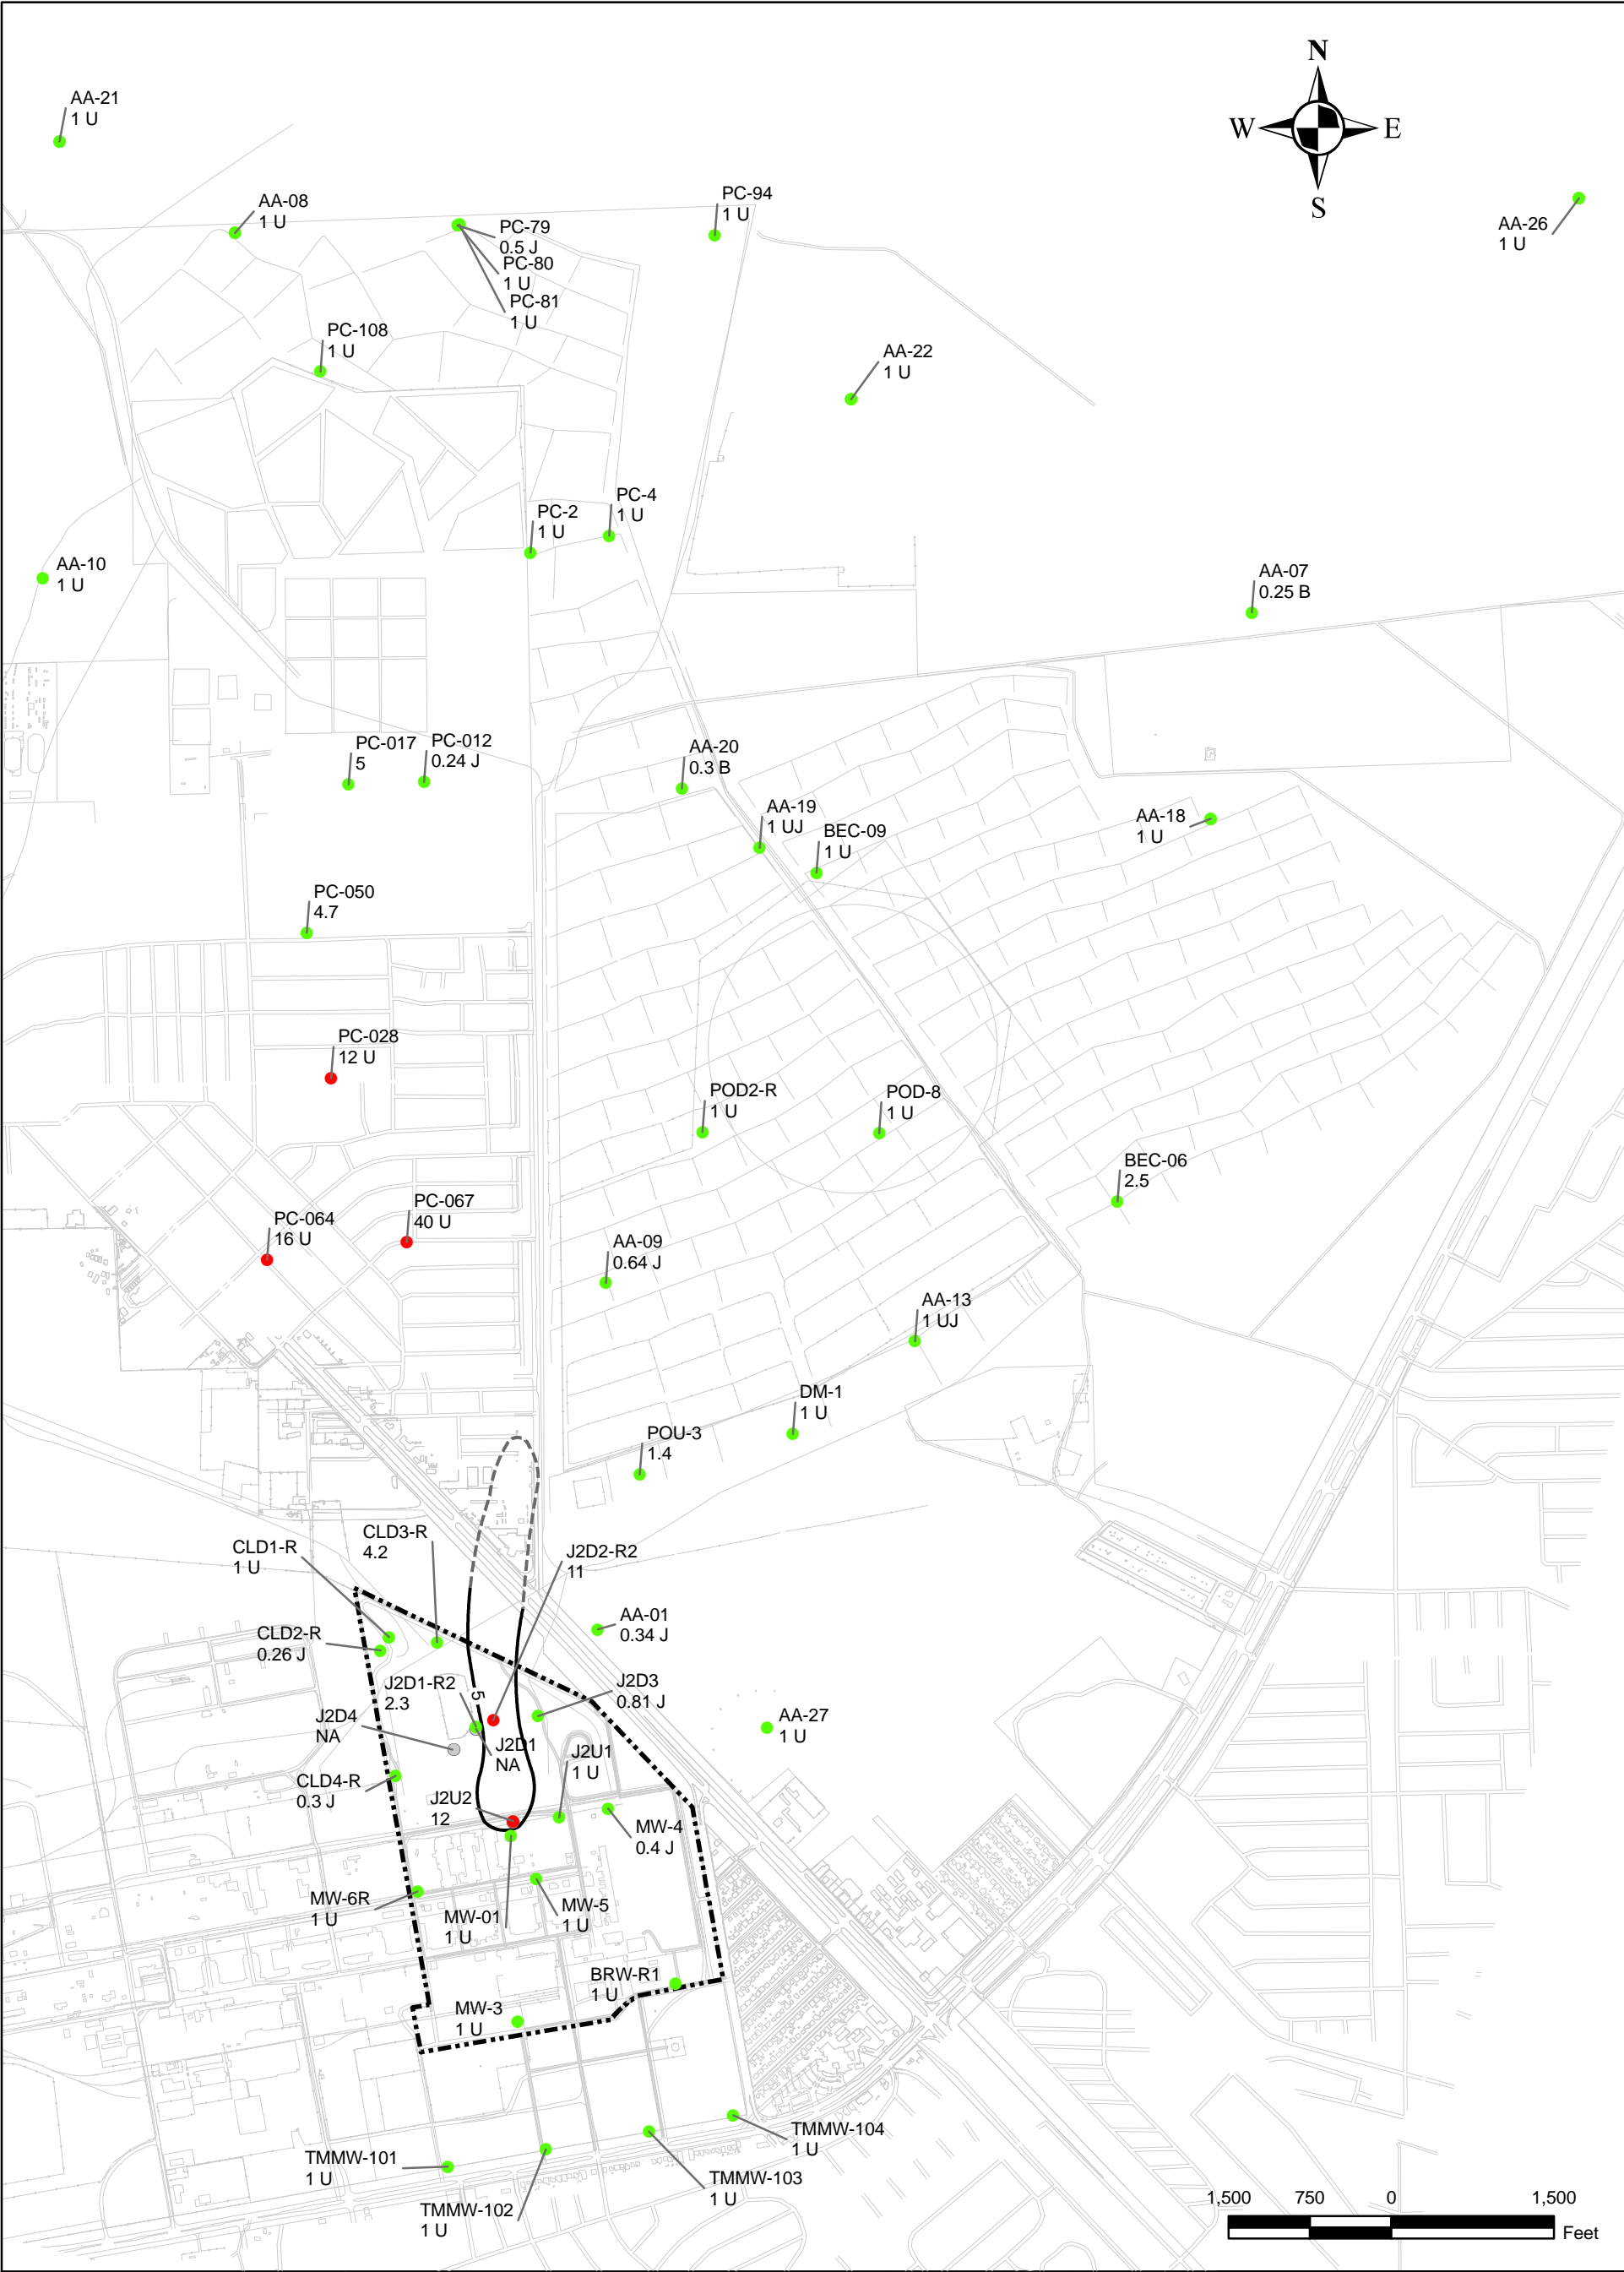 N
W
E
S
AA-21
1 U
AA-08
1 U
PC-79
0.5 J
PC-80
1 U
PC-81
1 U
PC-94
1 U
AA-26
1 U
PC-108
1 U
AA-22
1 U
PC-4
1 U
PC-2
1 U
AA-10
1 U
AA-07
0.25 B
PC-017
5
PC-012
0.24 J
AA-20
0.3 B
AA-19
1 UJ
BEC-09
1 U
AA-18
1 U
PC-050
4.7
PC-028
12 U
POD2-R
1 U
POD-8
1 U
BEC-06
2.5
PC-064
16 U
PC-067
40 U
AA-09
0.64 J
AA-13
1 UJ
DM-1
1 U
POU-3
1.4
CLD3-R
4.2
CLD1-R
1 U
J2D2-R2
11
AA-01
0.34 J
CLD2-R
0.26 J
J2D1-R2
2.3
5
J2D3
0.81 J
J2D4
NA
AA-27
1 U
J2D1
NA
J2U1
1 U
CLD4-R
0.3 J
J2U2
12
MW-4
0.4 J
MW-6R
1 U
MW-01
1 U
MW-5
1 U
BRW-R1
1 U
MW-3
1 U
TMMW-104
1 U
TMMW-101
1 U
TMMW-103
1 U
TMMW-102
1 U
1,500 750 0 1,500
Feet